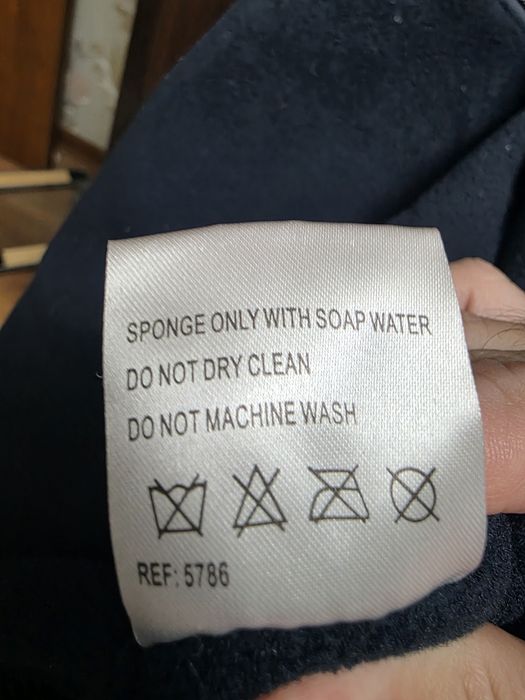 SPONGE ONLY WITH SOAP WATER
DO NOT DRY CLEAN
DO NOT MACHINE WASH
REF: 5786